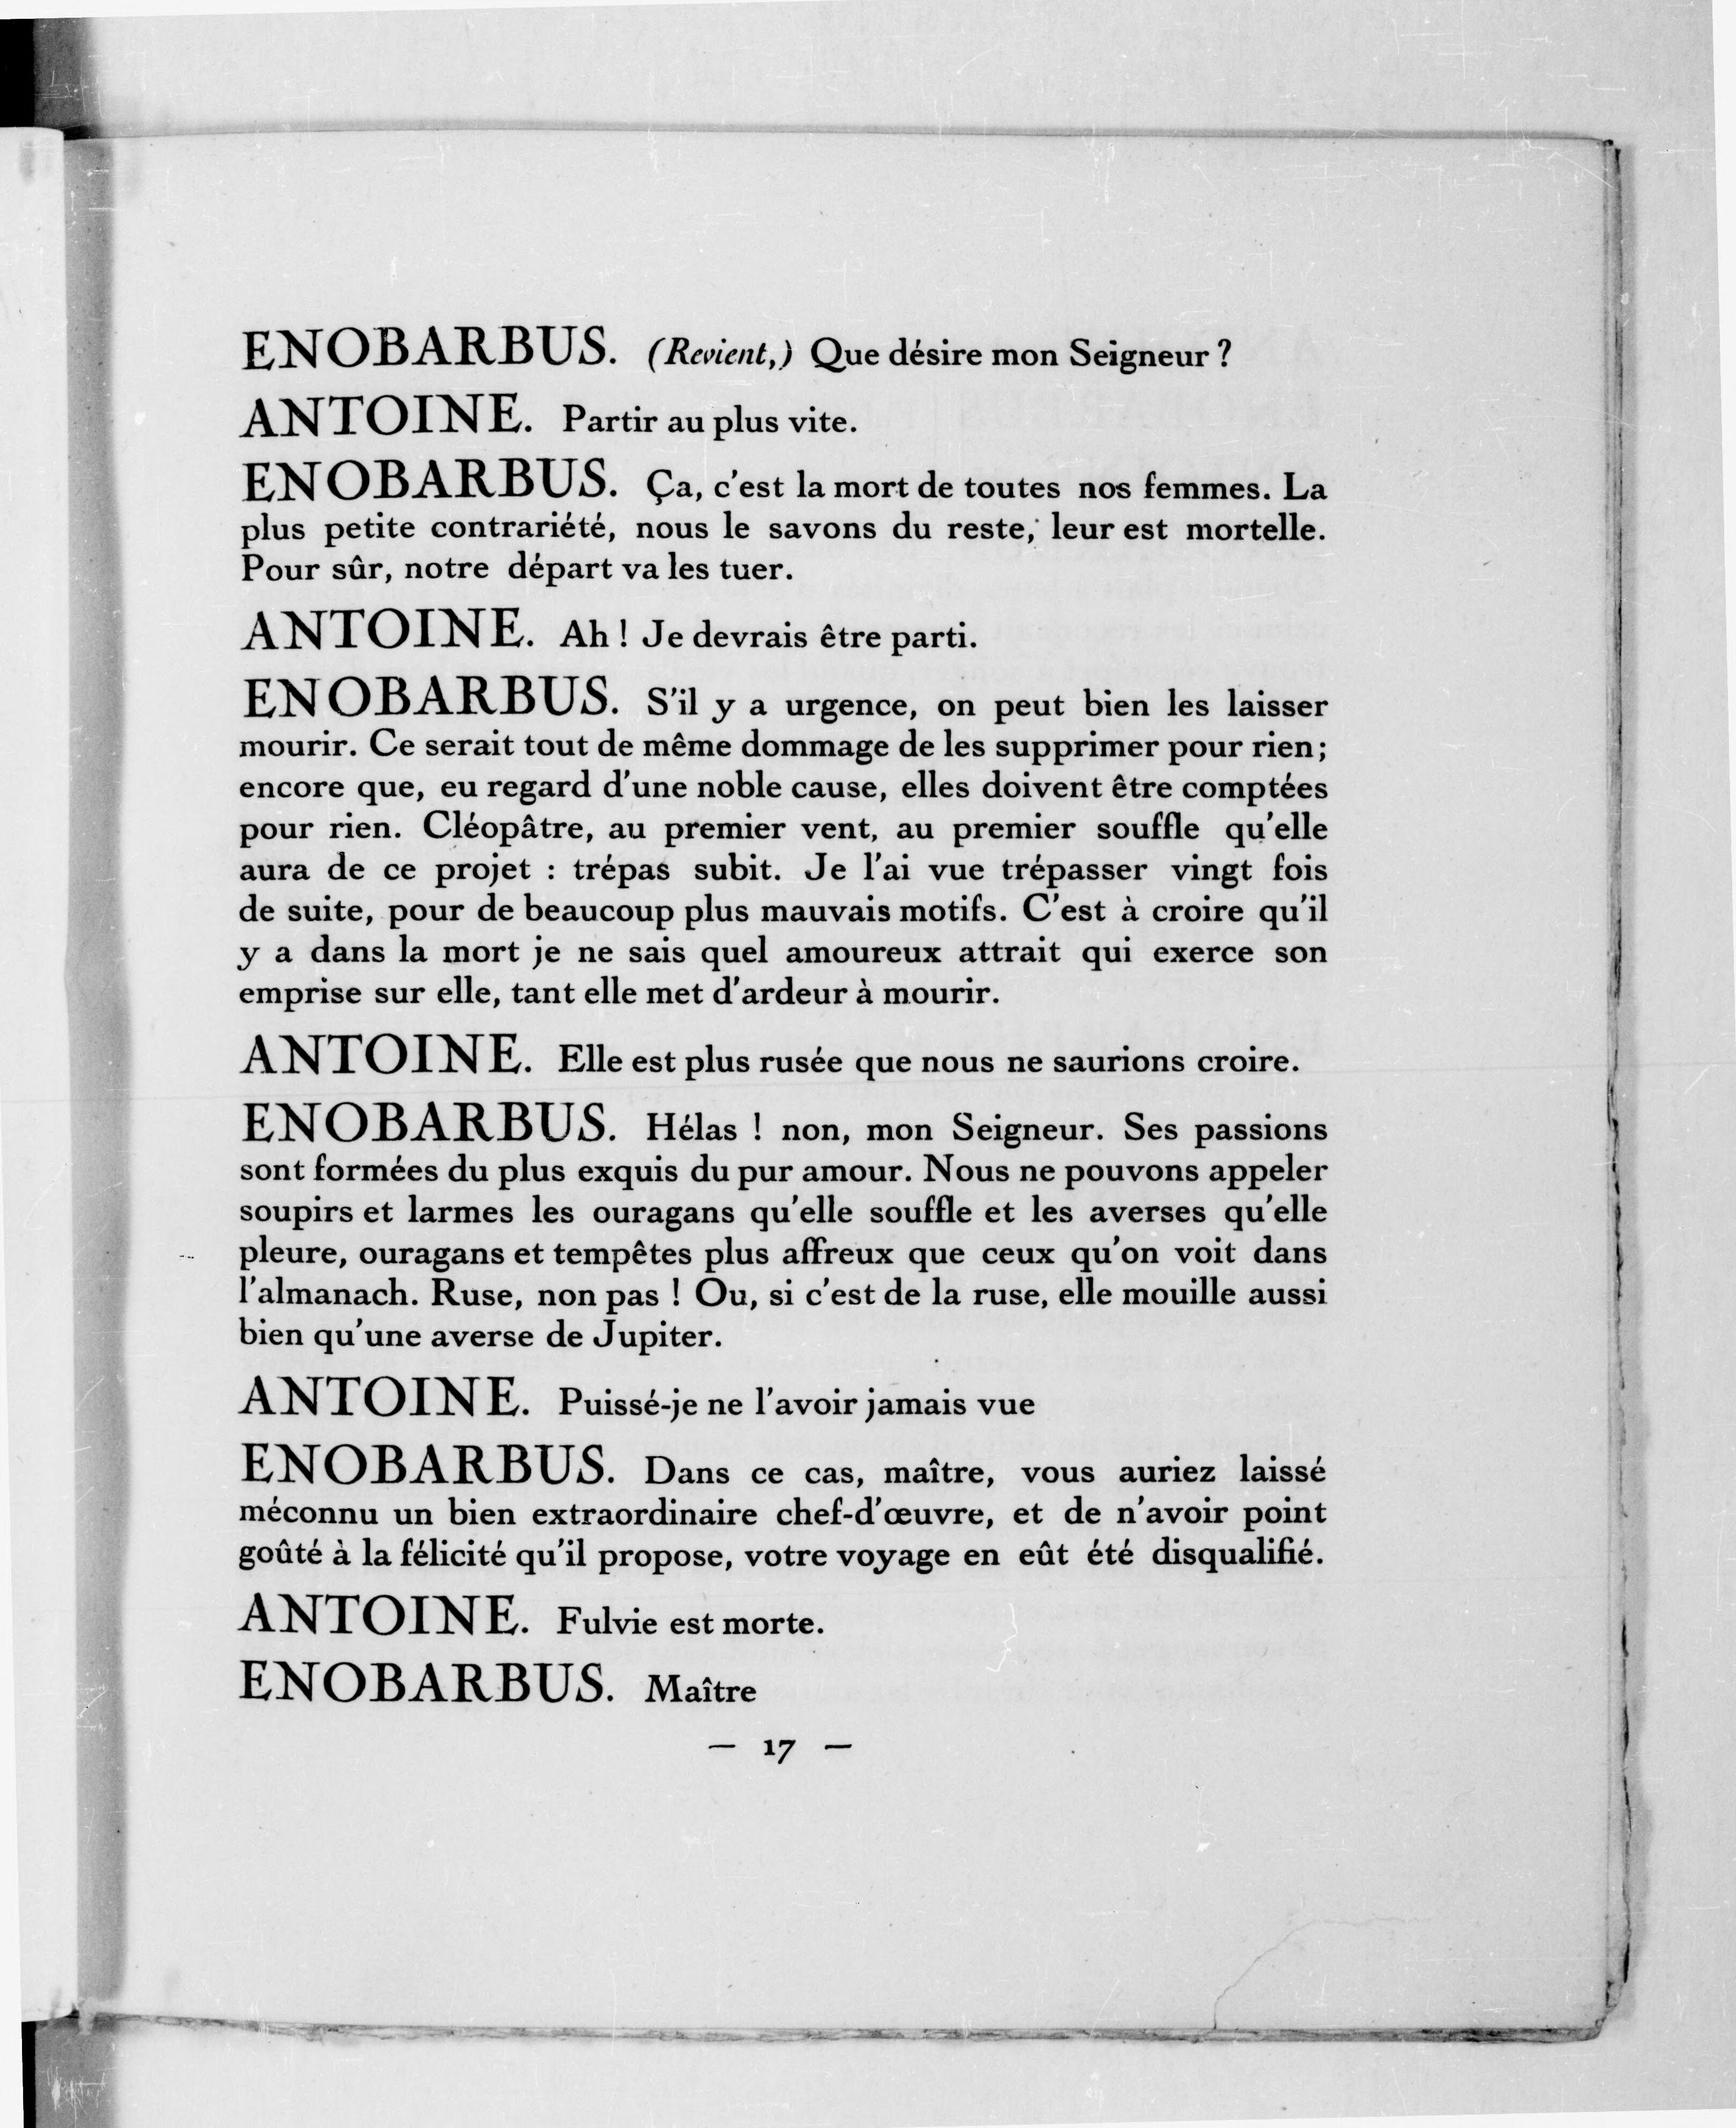 ENOBARBUS. (Revient,) Que désire mon Seigneur ?
ANTOINE. Partir au plus vite.
ENOBARBUS. Ça, c'est la mort de toutes nos femmes. La
plus petite contrariété, nous le savons du reste, leur est mortelle.
Pour sûr, notre départ va les tuer.
ANTOINE. Ah ! Je devrais être parti.
ENOBARBUS. S'il y a urgence, on peut bien les laisser
mourir. Ce serait tout de même dommage de les supprimer pour rien;
encore que, eu regard d'une noble cause, elles doivent être comptées
pour rien. Cléopâtre, au premier vent, au premier souffle qu'elle
aura de ce projet : trépas subit. Je l'ai vue trépasser vingt fois
de suite, pour de beaucoup plus mauvais motifs. C'est à croire qu'il
y a dans la mort je ne sais quel amoureux attrait qui exerce son
emprise sur elle, tant elle met d'ardeur à mourir.
ANTOINE. Elle est plus rusée que nous ne saurions croire.
ENOBARBUS. Hélas ! non, mon Seigneur. Ses passions
sont formées du plus exquis du pur amour. Nous ne pouvons appeler
soupirs et larmes les ouragans qu'elle souffle et les averses qu'elle
pleure, ouragans et tempêtes plus affreux que ceux qu'on voit dans
l'almanach. Ruse, non pas ! Ou, si c'est de la ruse, elle mouille aussi
bien qu'une averse de Jupiter.
ANTOINE. Puissé-je ne l'avoir jamais vue
ENOBARBUS. Dans ce cas, maître, vous auriez laissé
méconnu un bien extraordinaire chef-d'œuvre, et de n'avoir point
goûté à la félicité qu'il propose, votre voyage en eût été disqualifié.
ANTOINE. Fulvie est morte.
ENOBARBUS. Maître
— 17 —